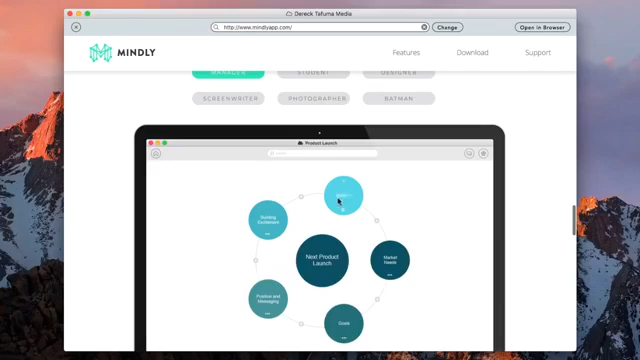 Dereck Tafuma Media
http://www.mindlyapp.com/
Change
Open in Browser
MINDLY
Features
Download
Support
MANAGER
STUDENT
DESIGNER
SCREENWRITER
PHOTOGRAPHER
BATMAN
Product Launch
Building
Excitement
Next Product
Launch
Market
Needs
Position and
Messaging
Goals